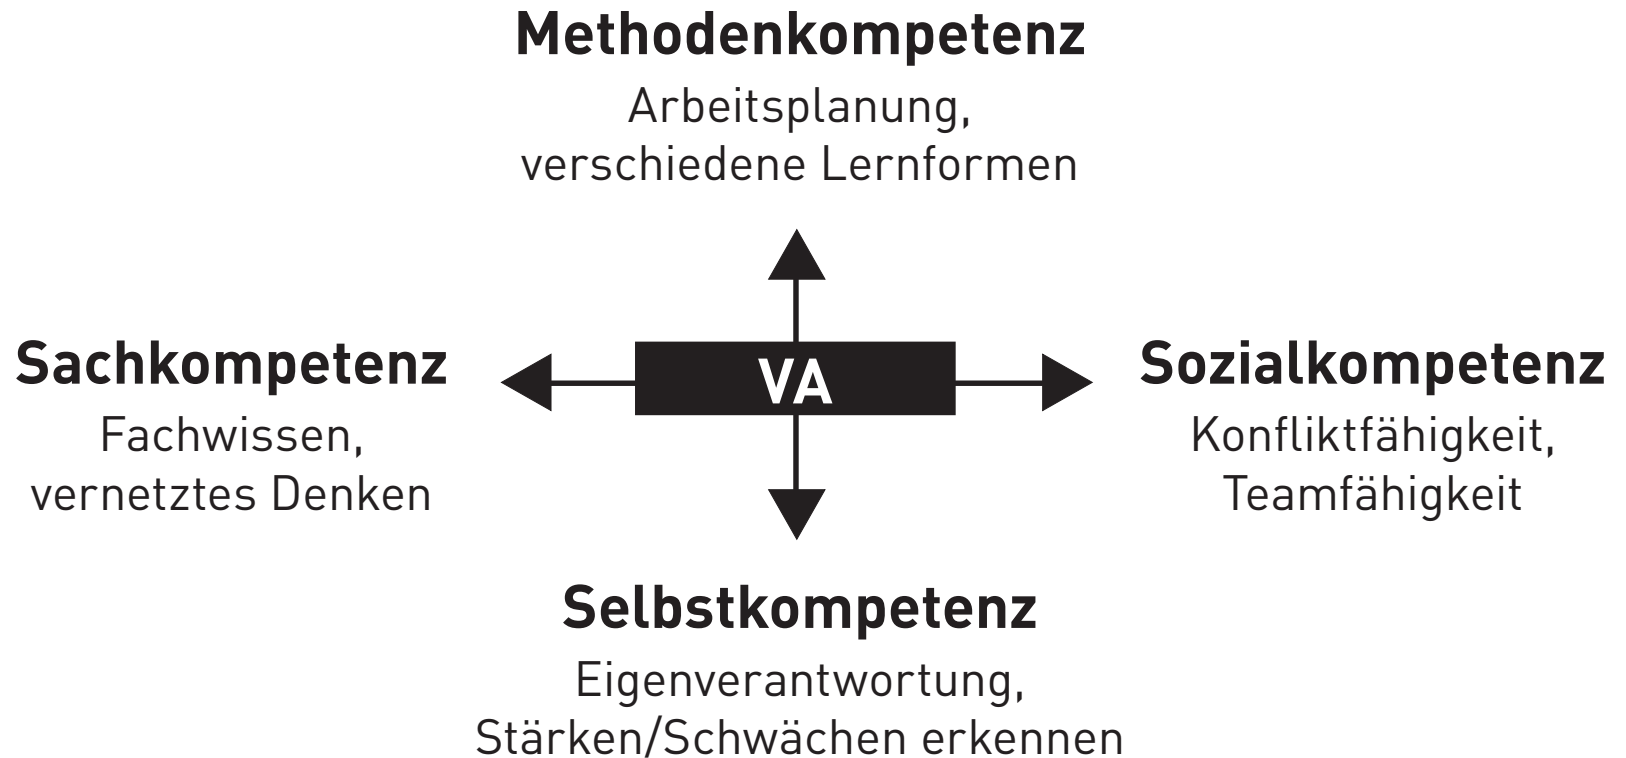 Methodenkompetenz
Arbeitsplanung,
verschiedene Lernformen
Sachkompetenz
Fachwissen,
vernetztes Denken
VA
Sozialkompetenz
Konfliktfähigkeit,
Teamfähigkeit
Selbstkompetenz
Eigenverantwortung,
Stärken/Schwächen erkennen